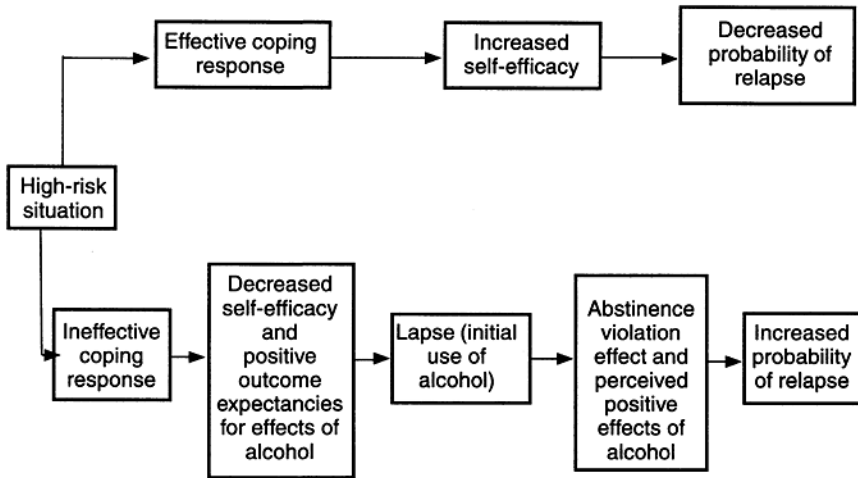 Effective coping
response
Increased
self-efficacy
Decreased
probability of
relapse
High-risk
situation
Ineffective
coping
response
Decreased
self-efficacy
and
positive
outcome
expectancies
for effects of
alcohol
Lapse (initial
use of
alcohol)
Abstinence
violation
effect and
perceived
positive
effects of
alcohol
Increased
probability
of relapse